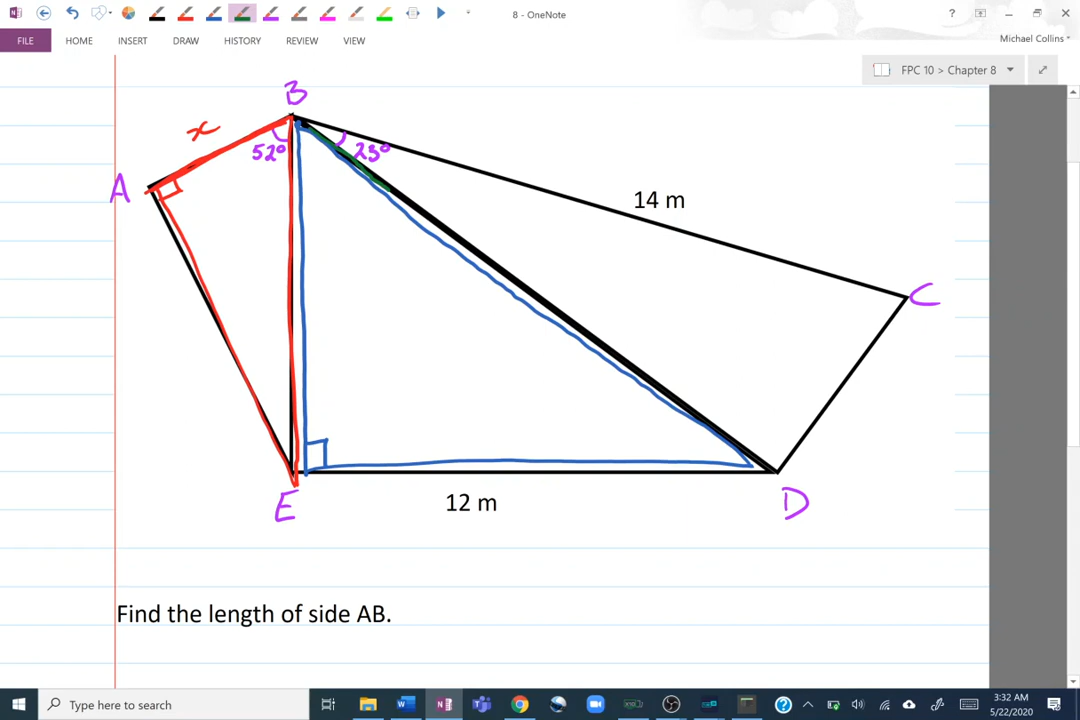 8 - OneNote
?
FILE HOME INSERT DRAW HISTORY REVIEW VIEW
Michael Collins
FPC 10 > Chapter 8
B
x
52°
23°
A
14 m
C
12 m
E
D
Find the length of side AB.
Type here to search
3:32 AM
5/22/2020